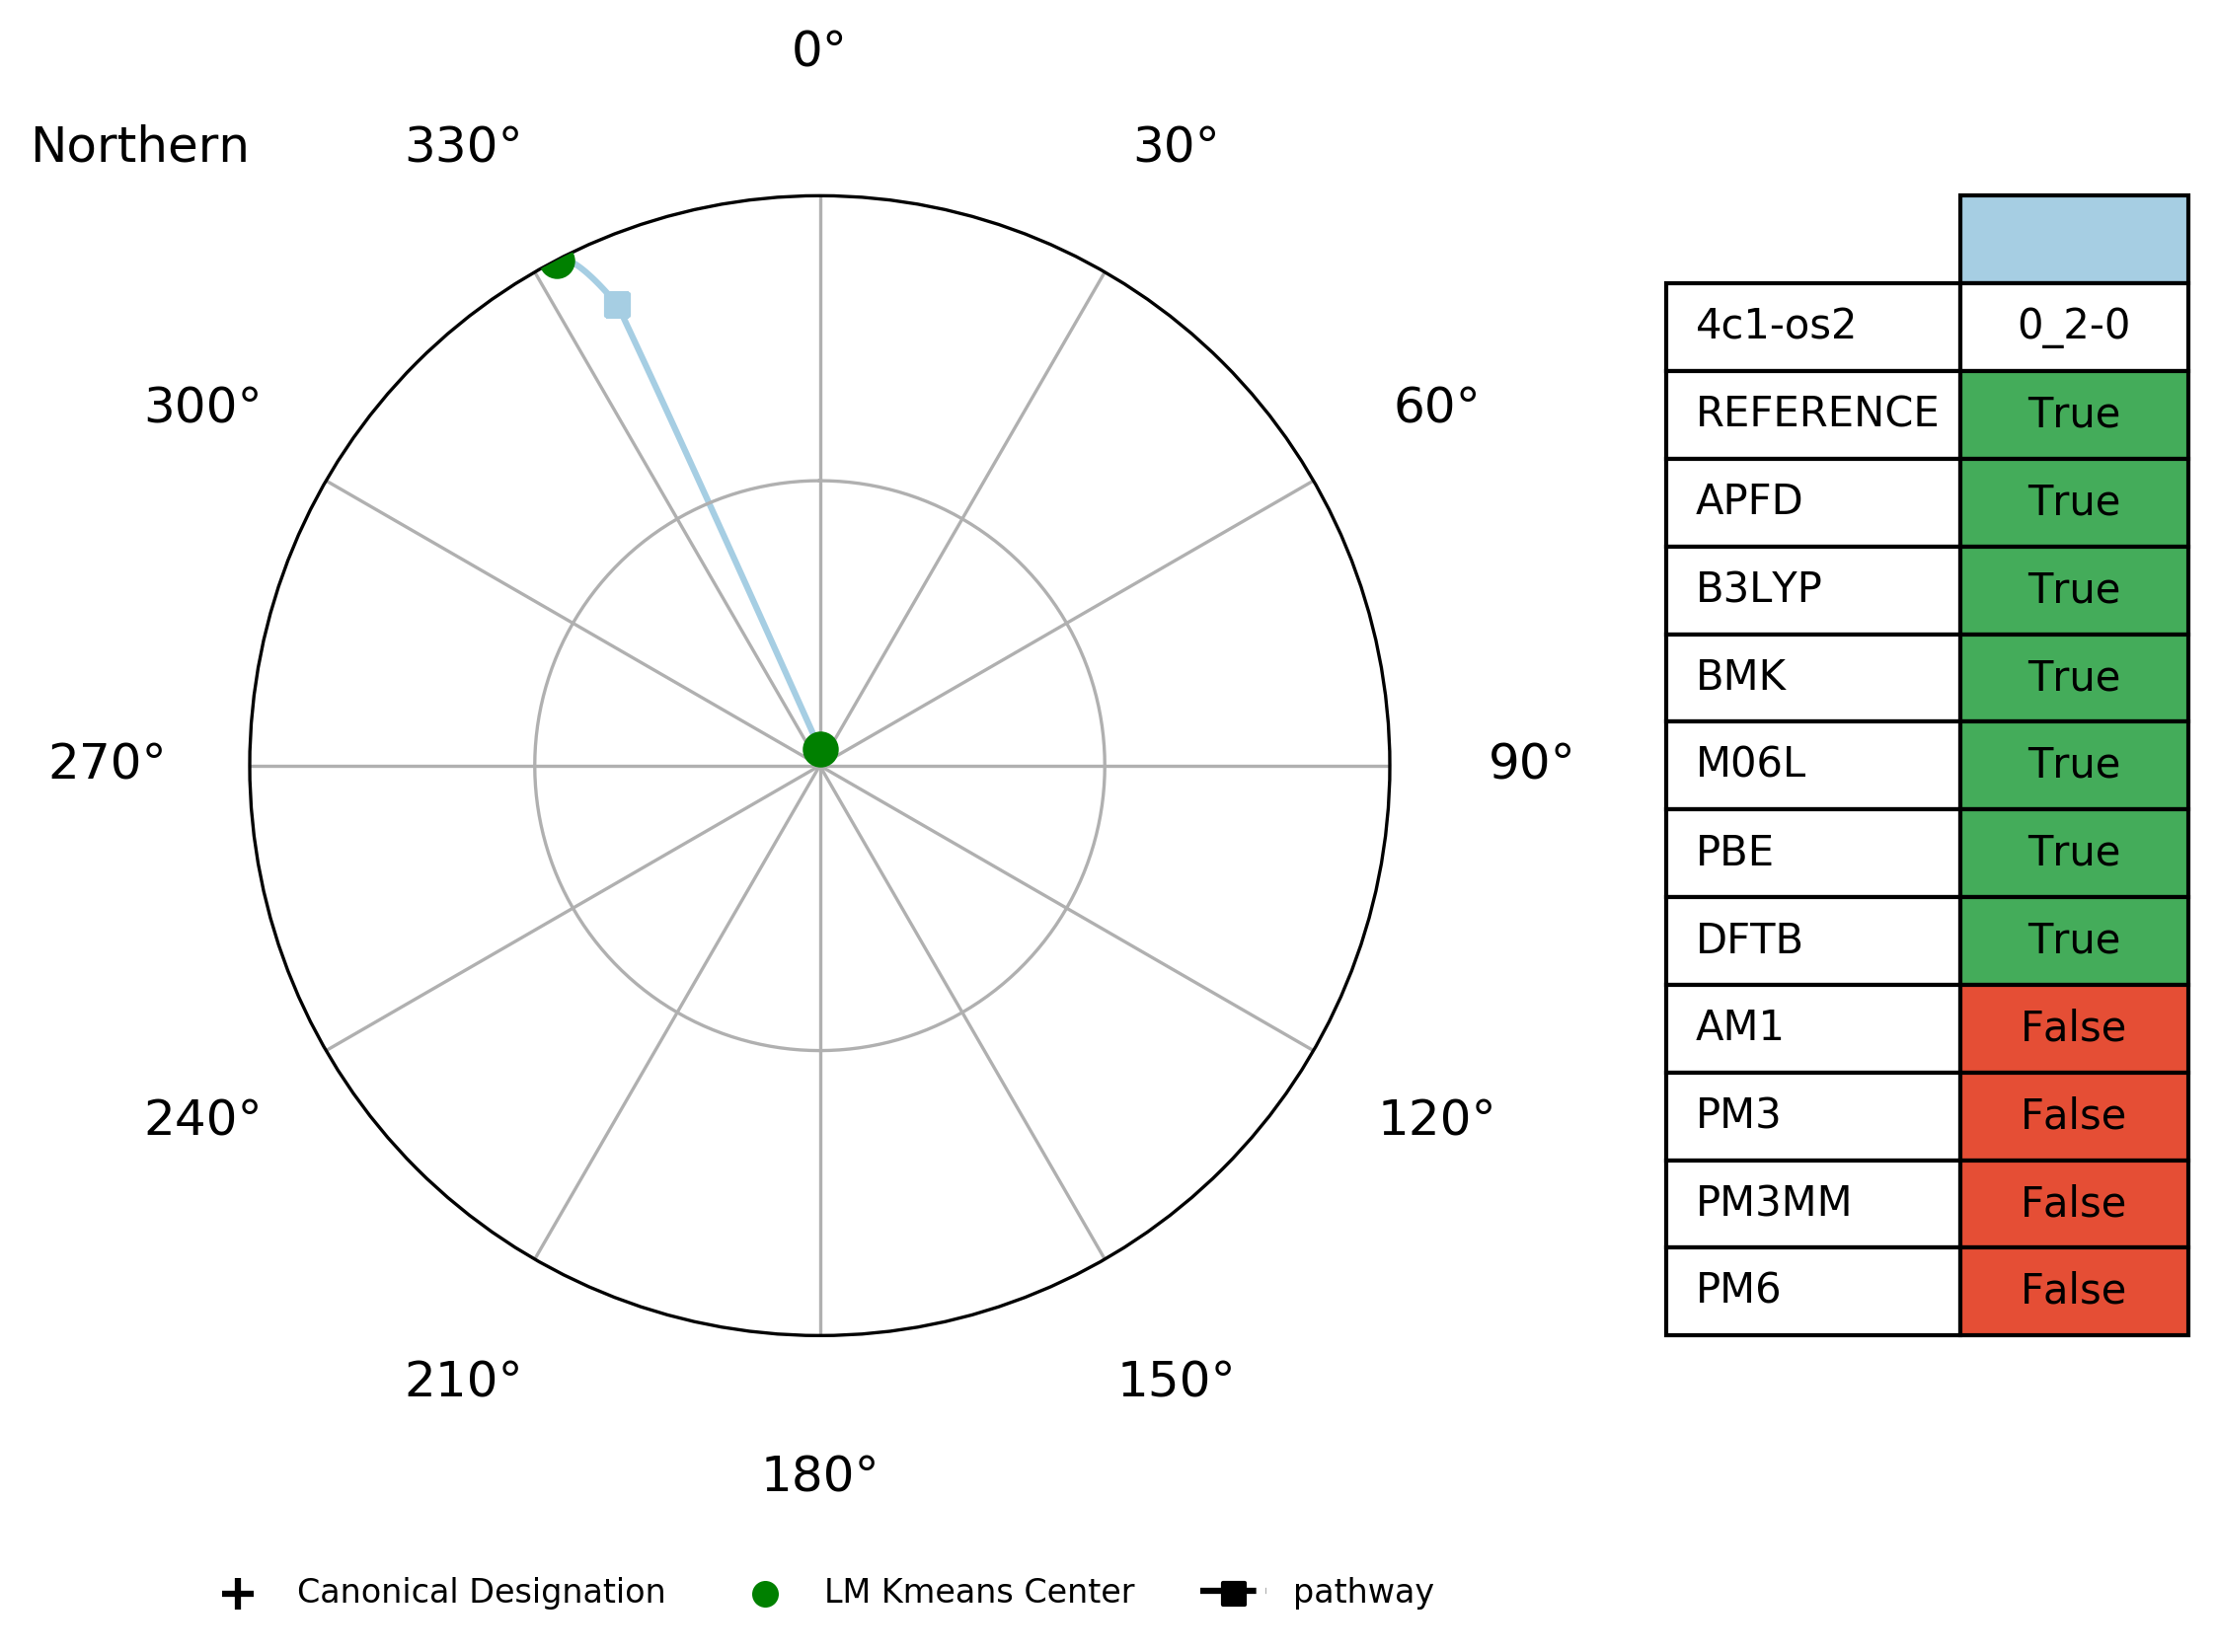 0°
Northern
330°
30°
300°
60°
270°
90°
240°
120°
210°
150°
180°
4c1-os2 0_2-0
REFERENCE True
APFD True
B3LYP True
BMK True
M06L True
PBE True
DFTB True
AM1 False
PM3 False
PM3MM False
PM6 False
Canonical Designation
LM Kmeans Center
pathway